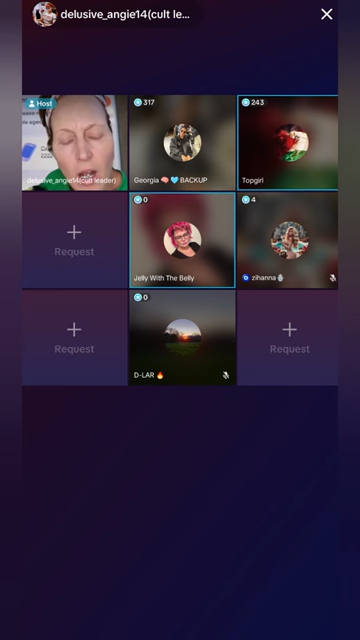 delusive_angie14(cult le...
Host
317
243
delusive_angie14(cult leader)
Georgia 🧠 🩵 BACKUP
Topgirl
0
4
Request
Jelly With The Belly
zihanna
0
Request
Request
D-LAR 🔥